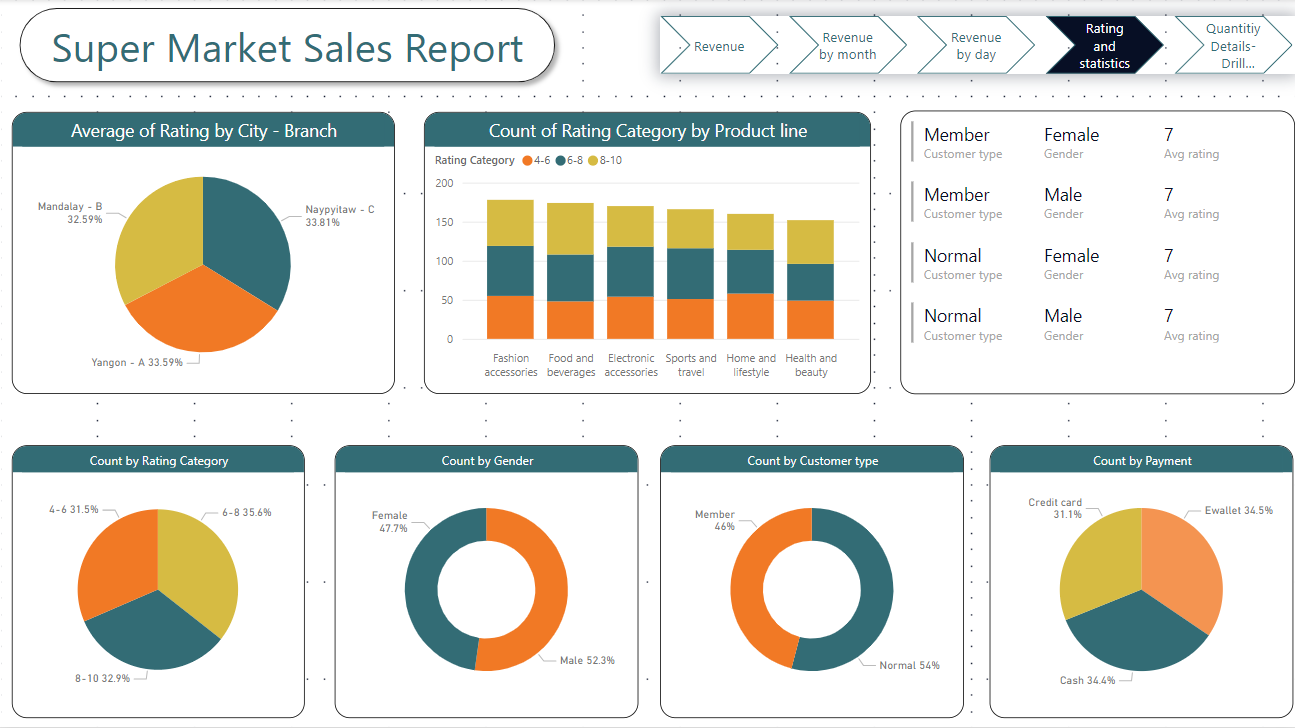 Super Market Sales Report
Revenue
Revenue
by month
Revenue
by day
Rating
and
statistics
Quantitiy
Details-
Drill...
Average of Rating by City - Branch
Mandalay - B
32.59%
Naypyitaw - C
33.81%
Yangon - A 33.59%
Count of Rating Category by Product line
Rating Category 4-6 6-8 8-10
200
150
100
50
0
Fashion
accessories
Food and
beverages
Electronic
accessories
Sports and
travel
Home and
lifestyle
Health and
beauty
Member Female 7
Customer type Gender Avg rating
Member Male 7
Customer type Gender Avg rating
Normal Female 7
Customer type Gender Avg rating
Normal Male 7
Customer type Gender Avg rating
Count by Rating Category
4-6 31.5%
6-8 35.6%
8-10 32.9%
Count by Gender
Female
47.7%
Male 52.3%
Count by Customer type
Member
46%
Normal 54%
Count by Payment
Credit card
31.1%
Ewallet 34.5%
Cash 34.4%